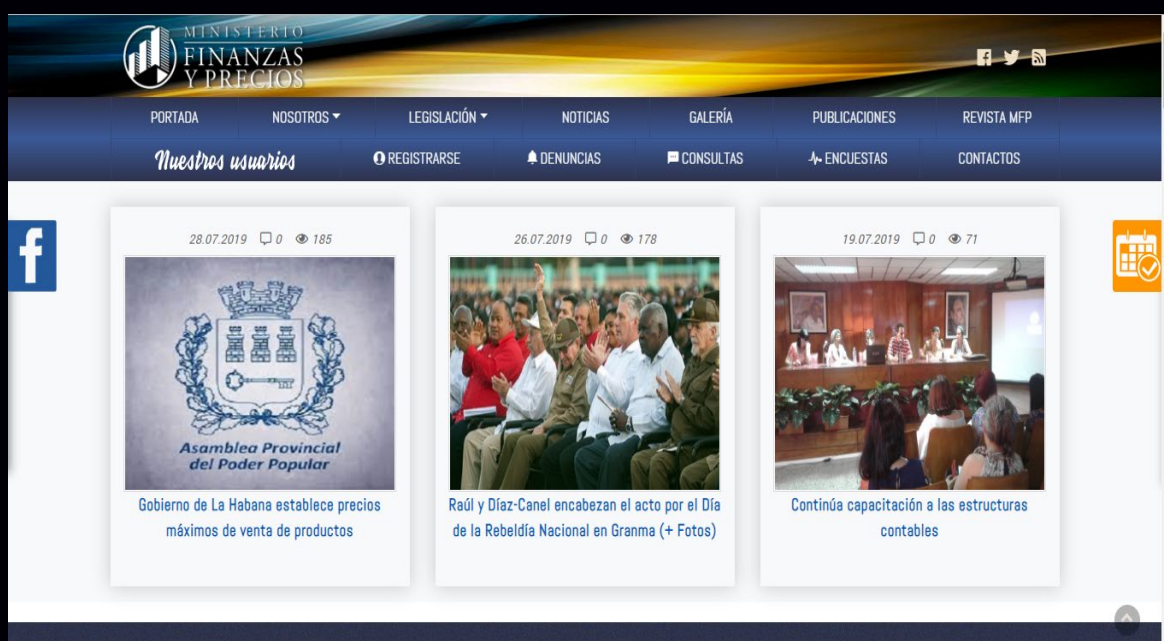 MINISTERIO
FINANZAS
Y PRECIOS
PORTADA NOSOTROS LEGISLACIÓN NOTICIAS GALERÍA PUBLICACIONES REVISTA MFP
Nuestros usuarios REGISTRARSE DENUNCIAS CONSULTAS ENCUESTAS CONTACTOS
28.07.2019 0 185
Asamblea Provincial
del Poder Popular
Gobierno de La Habana establece precios
máximos de venta de productos
26.07.2019 0 178
Raúl y Díaz-Canel encabezan el acto por el Día
de la Rebeldía Nacional en Granma (+ Fotos)
19.07.2019 0 71
Continúa capacitación a las estructuras
contables